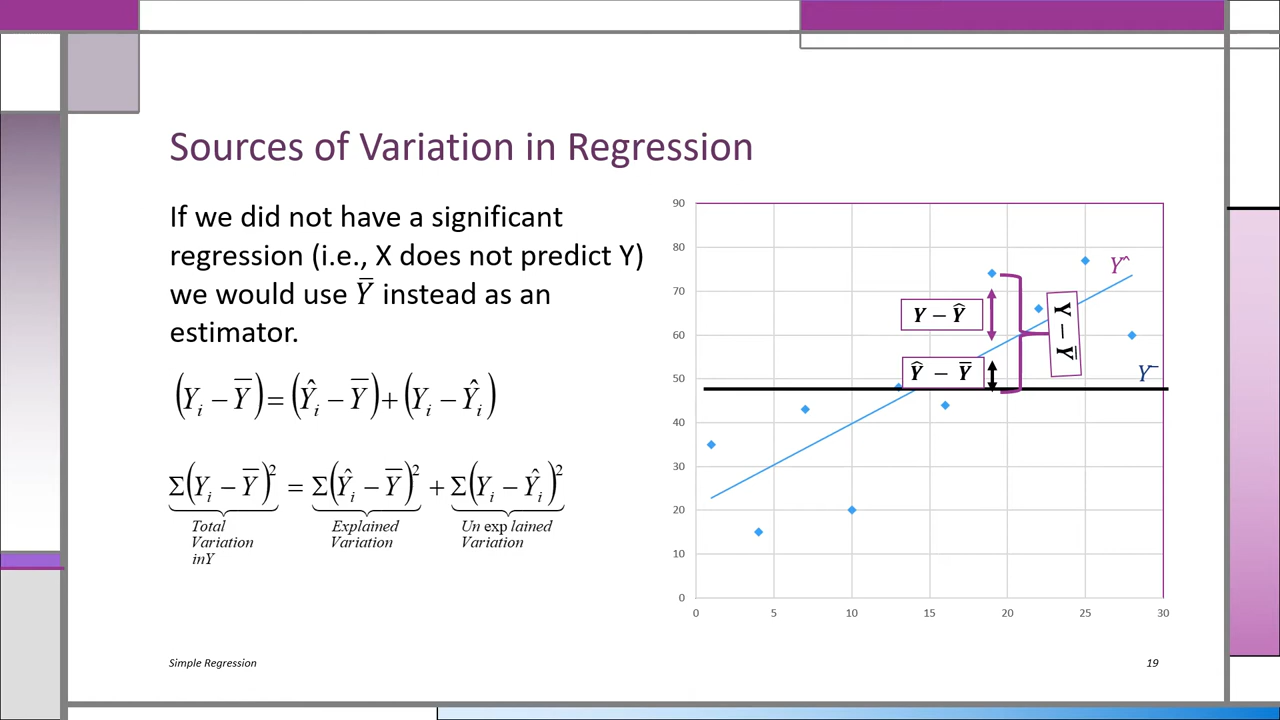 Sources of Variation in Regression
If we did not have a significant
regression (i.e., X does not predict Y)
we would use Y̅ instead as an
estimator.
(Yᵢ − Y̅) = (Ŷᵢ − Y̅) + (Yᵢ − Ŷᵢ)
Σ(Yᵢ − Y̅)² = Σ(Ŷᵢ − Y̅)² + Σ(Yᵢ − Ŷᵢ)²
Total Explained Un exp lained
Variation Variation Variation
inY
90
80
70
60
50
40
30
20
10
0
0 5 10 15 20 25 30
Y^
Y − Ŷ
Y − Y̅
Ŷ − Y̅
Y‾
Simple Regression
19